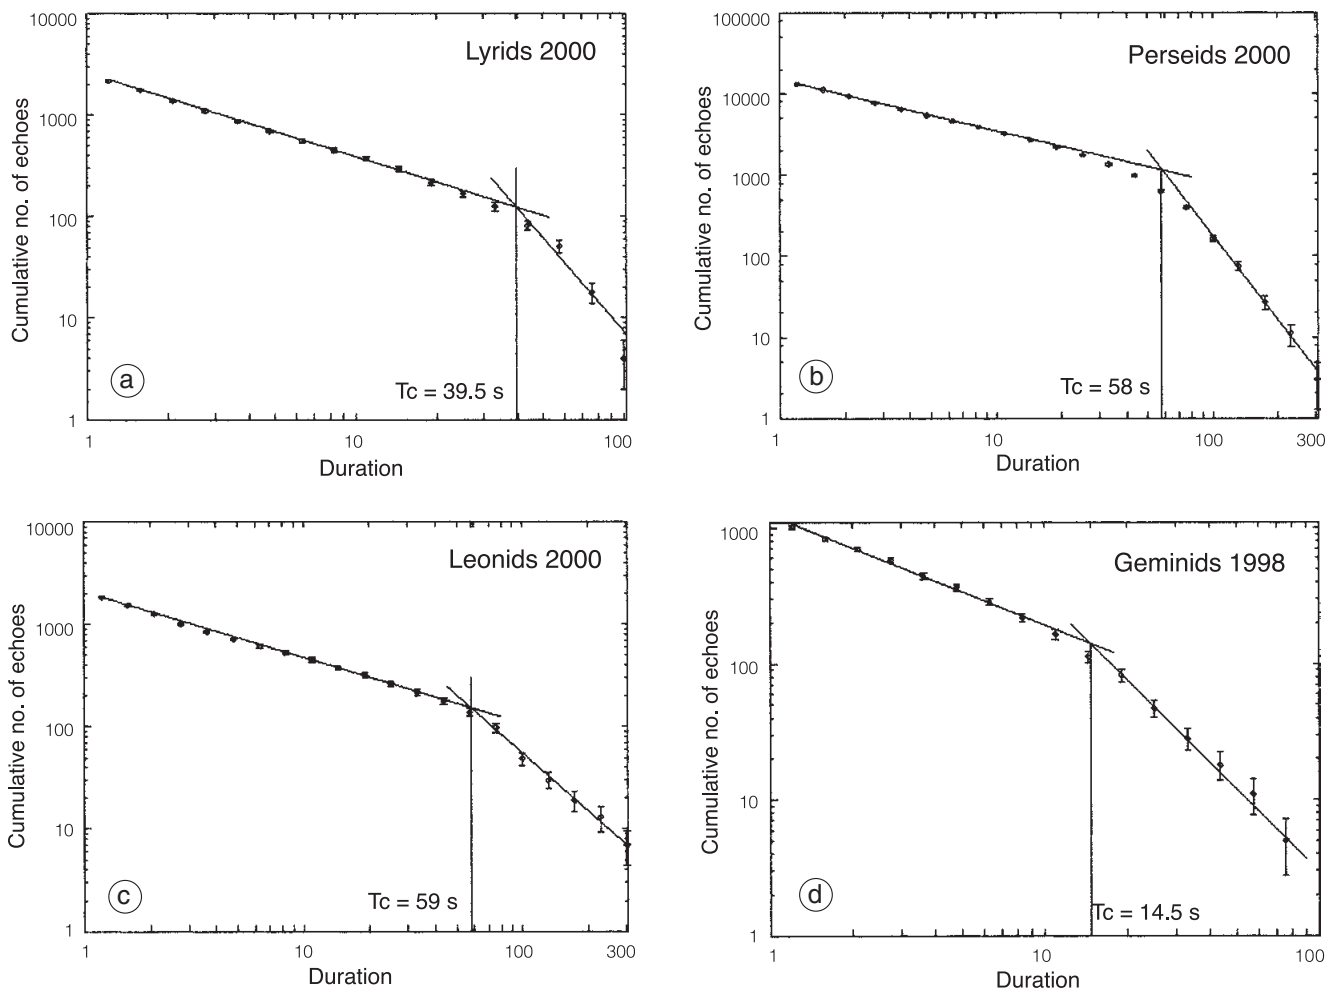 10000
Lyrids 2000
1000
100
10
1
Cumulative no. of echoes
a
Tc = 39.5 s
1
10
100
Duration
100000
Perseids 2000
10000
1000
100
10
1
Cumulative no. of echoes
b
Tc = 58 s
1
10
100
300
Duration
10000
Leonids 2000
1000
100
10
1
Cumulative no. of echoes
c
Tc = 59 s
1
10
100
300
Duration
1000
Geminids 1998
100
10
1
Cumulative no. of echoes
d
Tc = 14.5 s
1
10
100
Duration